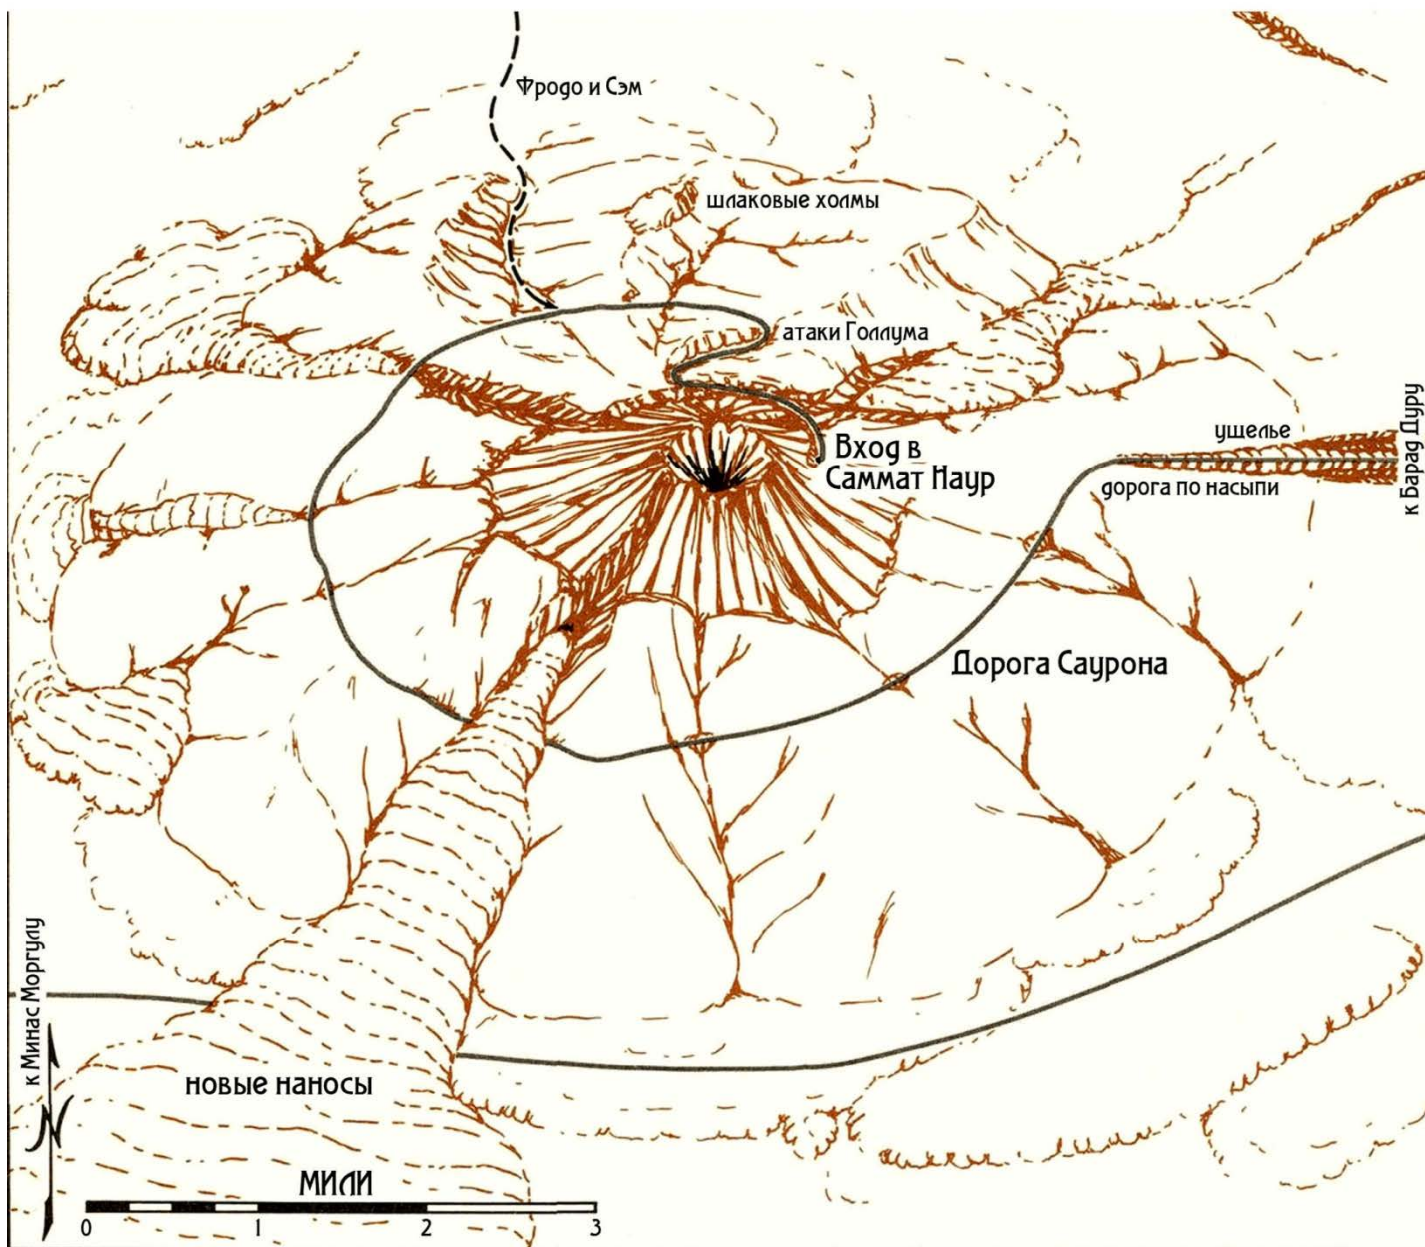 Фродо и Сэм
шлаковые холмы
атаки Голлума
Вход в
Саммат Наур
ущелье
дорога по насыпи
к Барад Дуру
Дорога Саурона
к Минас Моргулу
новые наносы
N
МИЛИ
0 1 2 3